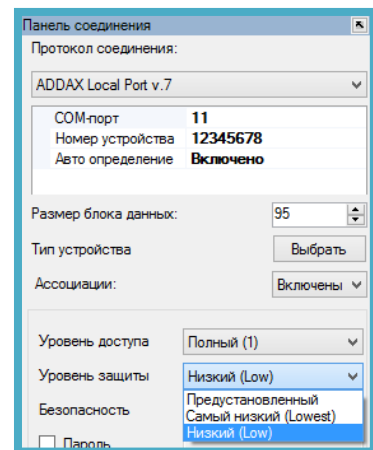 Панель соединения
Протокол соединения:
ADDAX Local Port v.7
COM-порт 11
Номер устройства 12345678
Авто определение Включено
Размер блока данных: 95
Тип устройства Выбрать
Ассоциации: Включены
Уровень доступа Полный (1)
Уровень защиты Низкий (Low)
Предустановленный
Безопасность Самый низкий (Lowest)
Низкий (Low)
Пароль